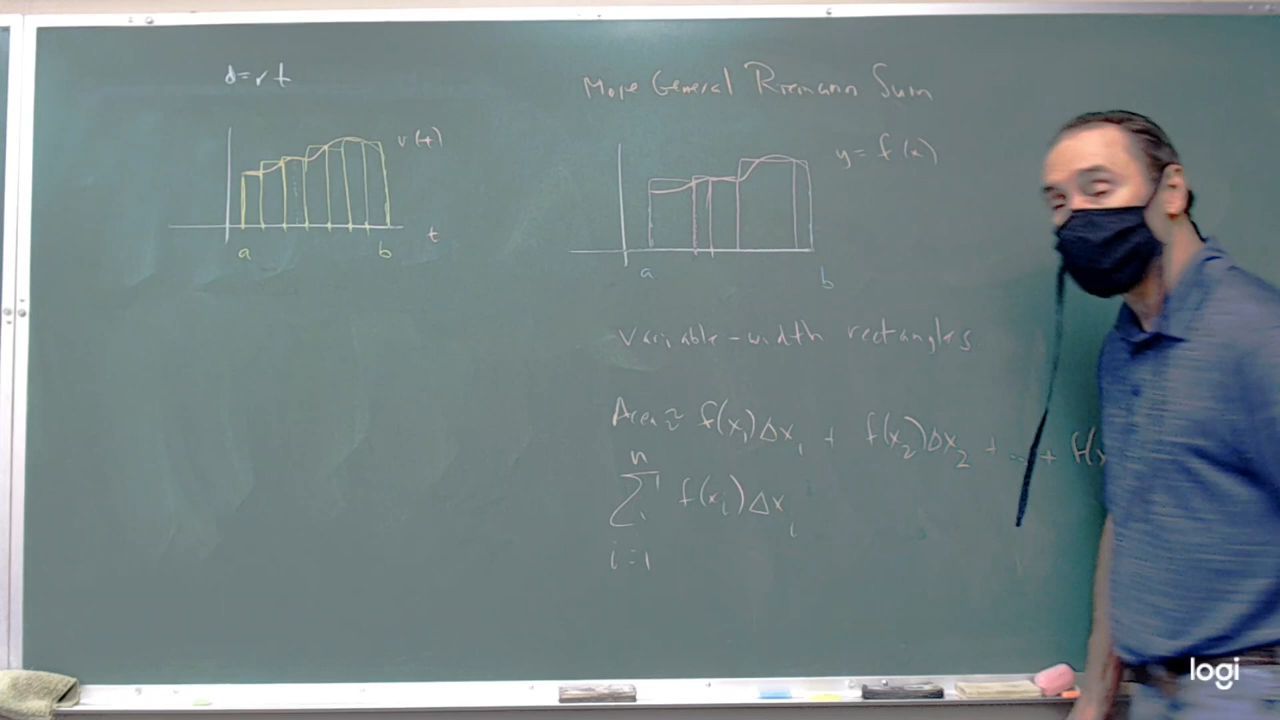 d=rt
v(t)
t
a
b
More General Riemann Sum
y=f(x)
a
b
variable-width rectangles
Area≈ f(x₁)Δx₁ + f(x₂)Δx₂ + ... + f(x
n
∑ f(xᵢ)Δxᵢ
i=1
logi